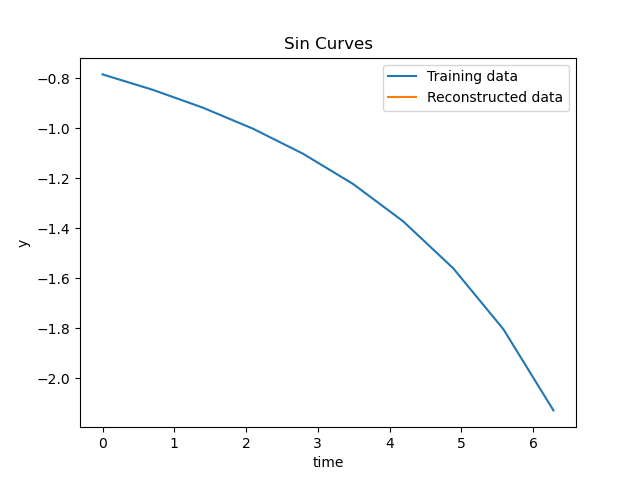 Sin Curves
Training data
Reconstructed data
−0.8
−1.0
−1.2
−1.4
−1.6
−1.8
−2.0
y
0 1 2 3 4 5 6
time